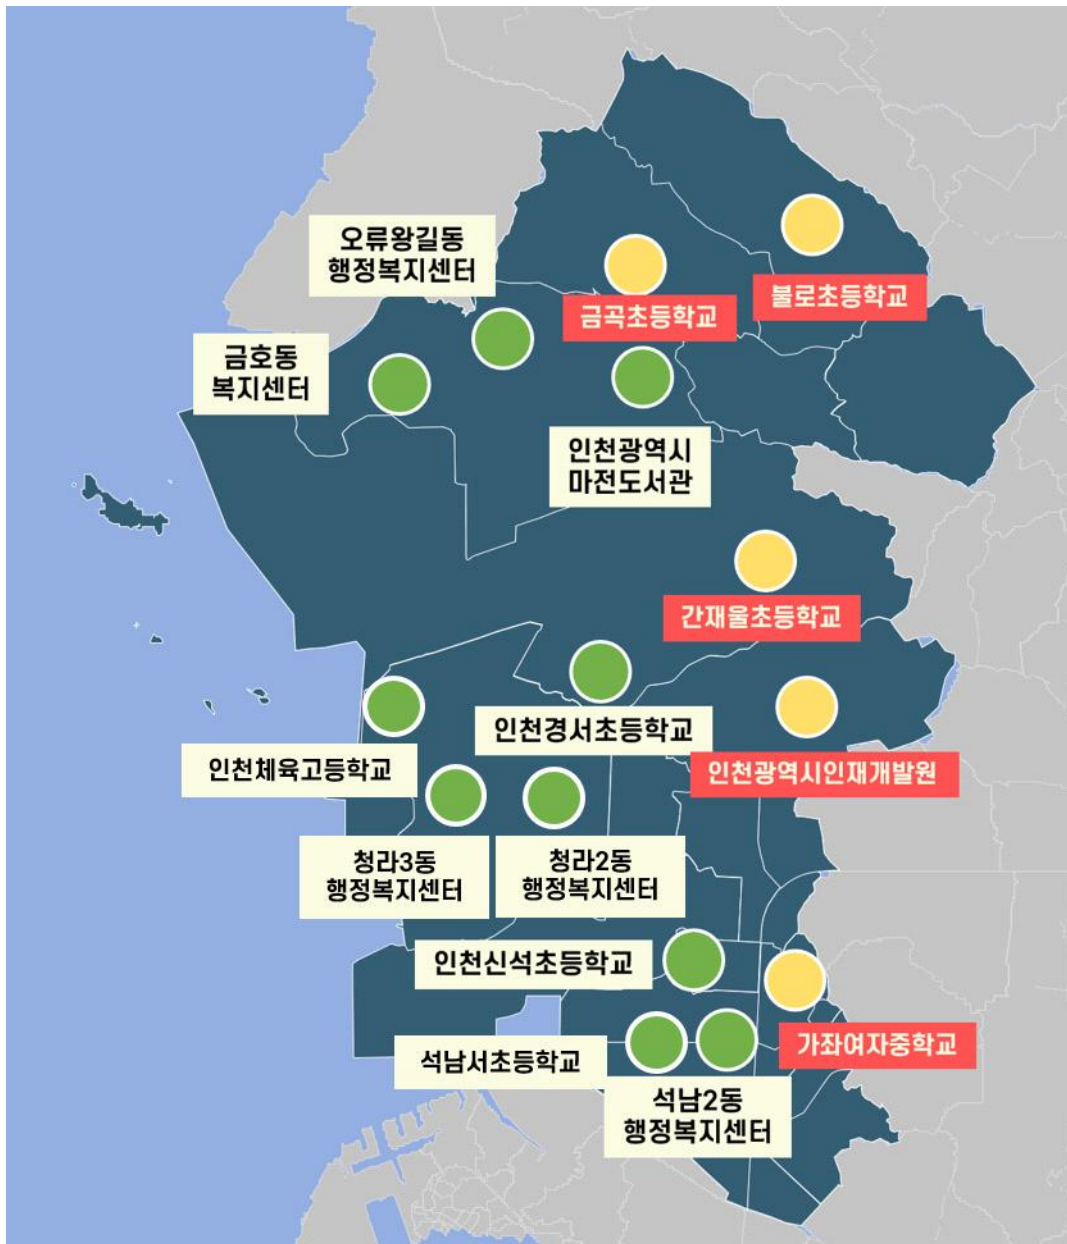 오류왕길동
행정복지센터
불로초등학교
금곡초등학교
금호동
복지센터
인천광역시
마전도서관
간재울초등학교
인천경서초등학교
인천체육고등학교
인천광역시인재개발원
청라3동
행정복지센터
청라2동
행정복지센터
인천신석초등학교
가좌여자중학교
석남서초등학교
석남2동
행정복지센터